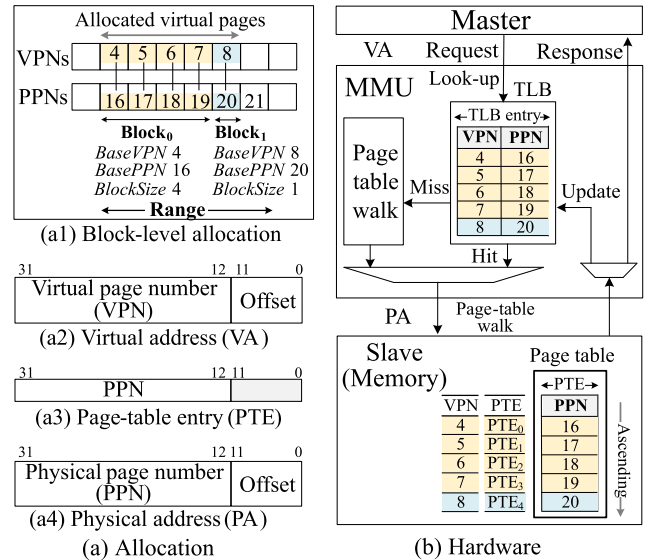 Allocated virtual pages
VPNs 4 5 6 7 8
PPNs 16 17 18 19 20 21
Block0 Block1
BaseVPN 4 BaseVPN 8
BasePPN 16 BasePPN 20
BlockSize 4 BlockSize 1
Range
(a1) Block-level allocation
31 12 11 0
Virtual page number
(VPN)
Offset
(a2) Virtual address (VA)
31 12 11 0
PPN
(a3) Page-table entry (PTE)
31 12 11 0
Physical page number
(PPN)
Offset
(a4) Physical address (PA)
(a) Allocation
Master
VA Request Response
Look-up
MMU
TLB
TLB entry
VPN PPN
4 16
5 17
6 18
7 19
8 20
Page
table
walk
Miss
Update
Hit
PA
Page-table
walk
Slave
(Memory)
Page table
PTE
VPN PTE PPN
4 PTE0 16
5 PTE1 17
6 PTE2 18
7 PTE3 19
8 PTE4 20
Ascending
(b) Hardware